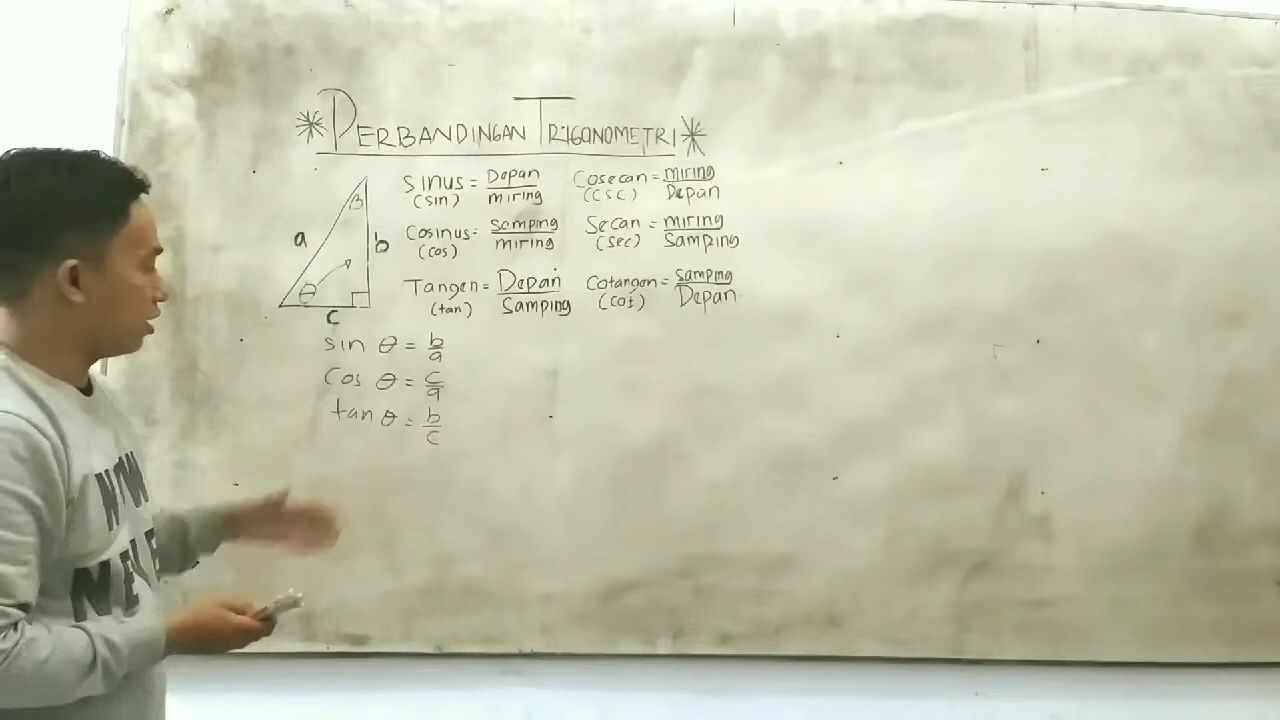 *PERBANDINGAN TRIGONOMETRI*
Sinus = Depan/miring
(sin)
Cosecan = miring/Depan
(csc)
Cosinus = samping/miring
(cos)
Secan = miring/Samping
(sec)
Tangen = Depan/Samping
(tan)
Cotangen = samping/Depan
(cot)
β
a
b
θ
c
sin θ = b/a
cos θ = c/a
tan θ = b/c